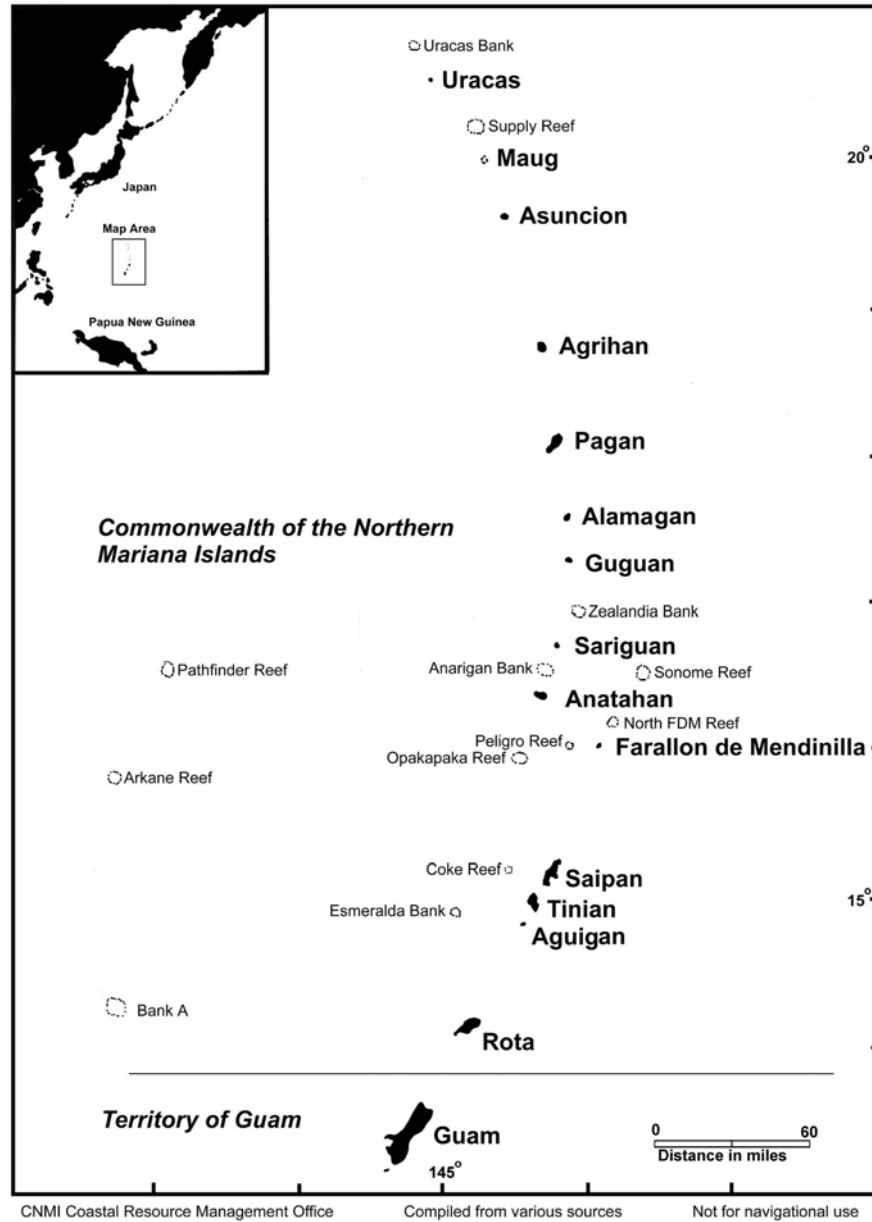 Uracas Bank
Uracas
Supply Reef
Maug
20°
Asuncion
Japan
Map Area
Papua New Guinea
Agrihan
Pagan
Commonwealth of the Northern
Mariana Islands
Alamagan
Guguan
Zealandia Bank
Sariguan
Pathfinder Reef
Anarigan Bank
Sonome Reef
Anatahan
North FDM Reef
Peligro Reef
Farallon de Mendinilla
Opakapaka Reef
Arkane Reef
Coke Reef
Saipan
15°
Esmeralda Bank
Tinian
Aguigan
Bank A
Rota
Territory of Guam
Guam
0 60
Distance in miles
145°
CNMI Coastal Resource Management Office Compiled from various sources Not for navigational use